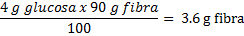 4 g glucosa x 90 g fibra
100
= 3.6 g fibra